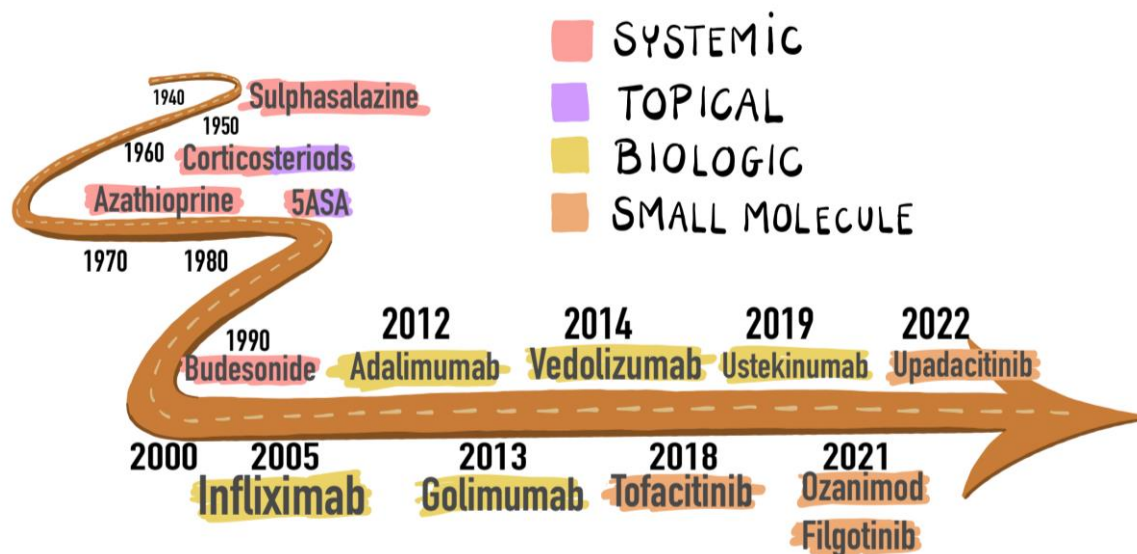 SYSTEMIC
TOPICAL
BIOLOGIC
SMALL MOLECULE
1940
Sulphasalazine
1950
1960
Corticosteriods
Azathioprine
5ASA
1970
1980
1990
Budesonide
2012
Adalimumab
2014
Vedolizumab
2019
Ustekinumab
2022
Upadacitinib
2000
2005
Infliximab
2013
Golimumab
2018
Tofacitinib
2021
Ozanimod
Filgotinib